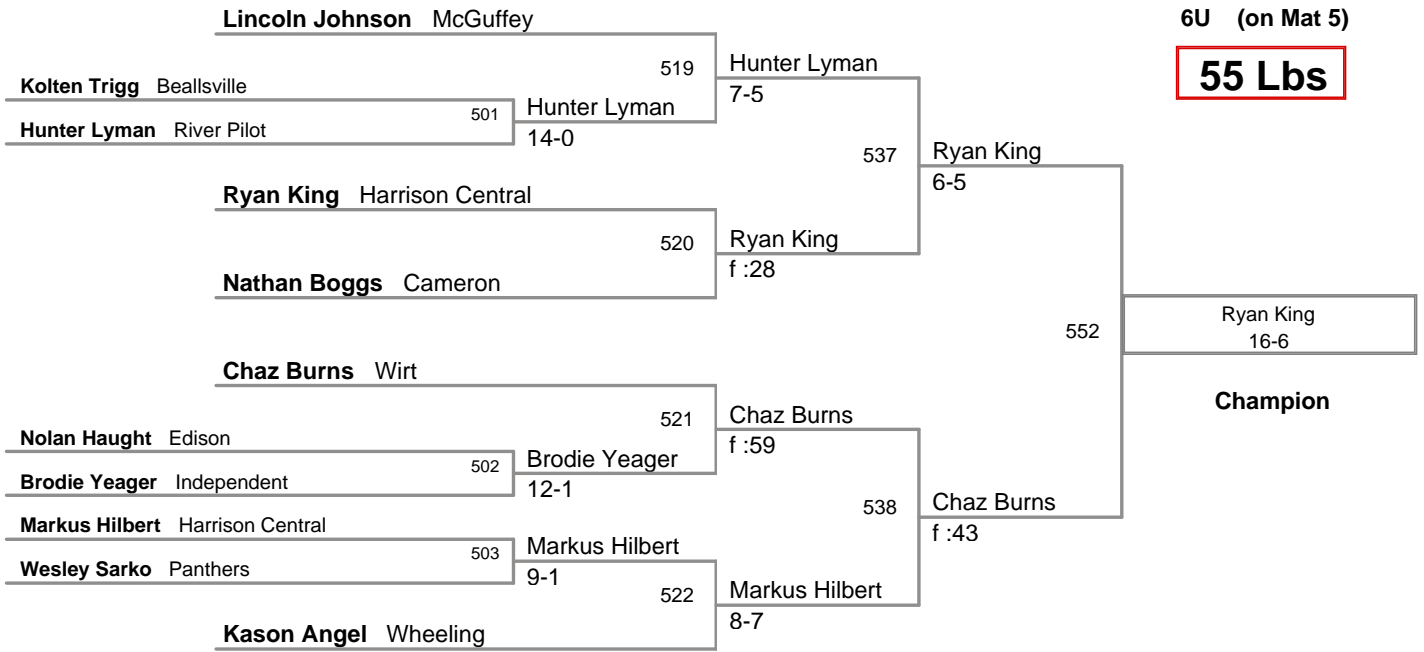 Lincoln Johnson McGuffey
6U (on Mat 5)
519
Hunter Lyman
7-5
55 Lbs
Kolten Trigg Beallsville
501
Hunter Lyman
14-0
Hunter Lyman River Pilot
537
Ryan King
6-5
Ryan King Harrison Central
520
Ryan King
f :28
Nathan Boggs Cameron
552
Ryan King
16-6
Champion
Chaz Burns Wirt
521
Chaz Burns
f :59
Nolan Haught Edison
502
Brodie Yeager
12-1
Brodie Yeager Independent
538
Chaz Burns
f :43
Markus Hilbert Harrison Central
503
Markus Hilbert
9-1
Wesley Sarko Panthers
522
Markus Hilbert
8-7
Kason Angel Wheeling